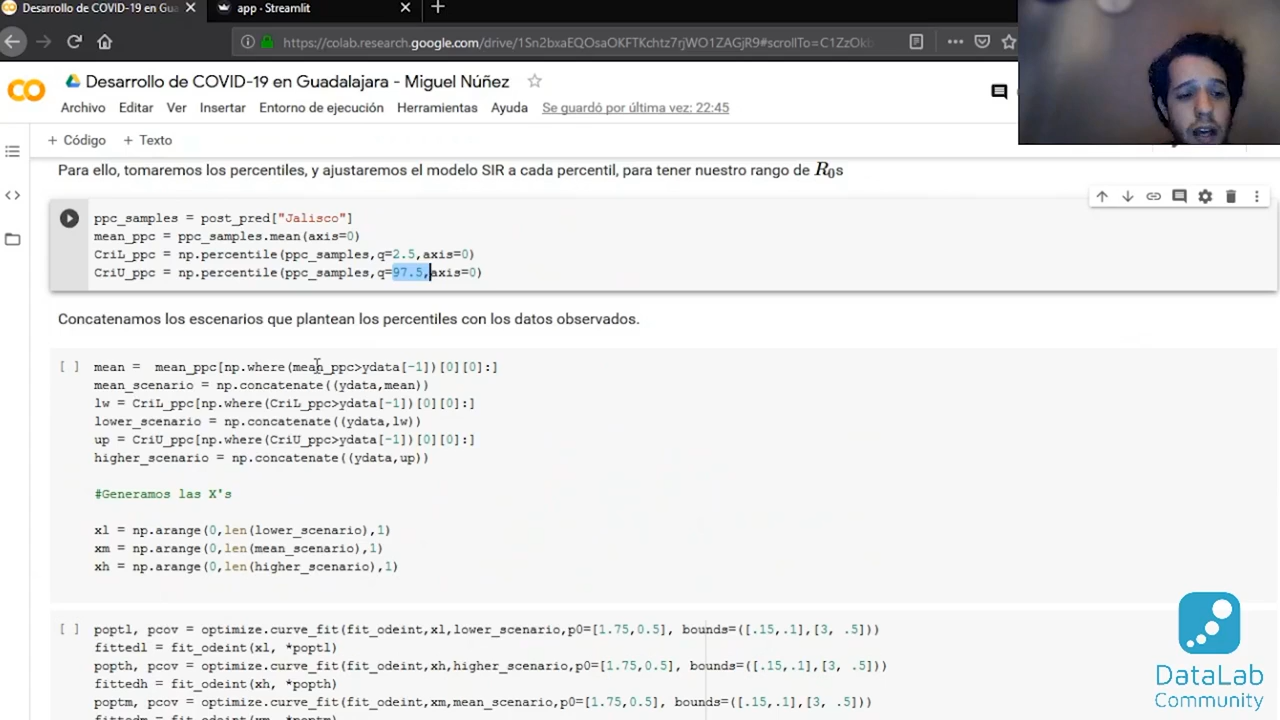 Desarrollo de COVID-19 en Gua
app - Streamlit
https://colab.research.google.com/drive/1Sn2bxaEQOsaOKFTKchtz7rjWO1ZAGjR9#scrollTo=C1ZzOkb
Desarrollo de COVID-19 en Guadalajara - Miguel Núñez
Archivo Editar Ver Insertar Entorno de ejecución Herramientas Ayuda Se guardó por última vez: 22:45
+ Código + Texto
Para ello, tomaremos los percentiles, y ajustaremos el modelo SIR a cada percentil, para tener nuestro rango de R0s
ppc_samples = post_pred["Jalisco"]
mean_ppc = ppc_samples.mean(axis=0)
CriL_ppc = np.percentile(ppc_samples,q=2.5,axis=0)
CriU_ppc = np.percentile(ppc_samples,q=97.5,axis=0)
Concatenamos los escenarios que plantean los percentiles con los datos observados.
[ ] mean =  mean_ppc[np.where(mean_ppc>ydata[-1])[0][0]:]
mean_scenario = np.concatenate((ydata,mean))
lw = CriL_ppc[np.where(CriL_ppc>ydata[-1])[0][0]:]
lower_scenario = np.concatenate((ydata,lw))
up = CriU_ppc[np.where(CriU_ppc>ydata[-1])[0][0]:]
higher_scenario = np.concatenate((ydata,up))
#Generamos las X's
xl = np.arange(0,len(lower_scenario),1)
xm = np.arange(0,len(mean_scenario),1)
xh = np.arange(0,len(higher_scenario),1)
[ ] poptl, pcov = optimize.curve_fit(fit_odeint,xl,lower_scenario,p0=[1.75,0.5], bounds=([.15,.1],[3, .5]))
fittedl = fit_odeint(xl, *poptl)
popth, pcov = optimize.curve_fit(fit_odeint,xh,higher_scenario,p0=[1.75,0.5], bounds=([.15,.1],[3, .5]))
fittedh = fit_odeint(xh, *popth)
poptm, pcov = optimize.curve_fit(fit_odeint,xm,mean_scenario,p0=[1.75,0.5], bounds=([.15,.1],[3, .5]))
DataLab
Community